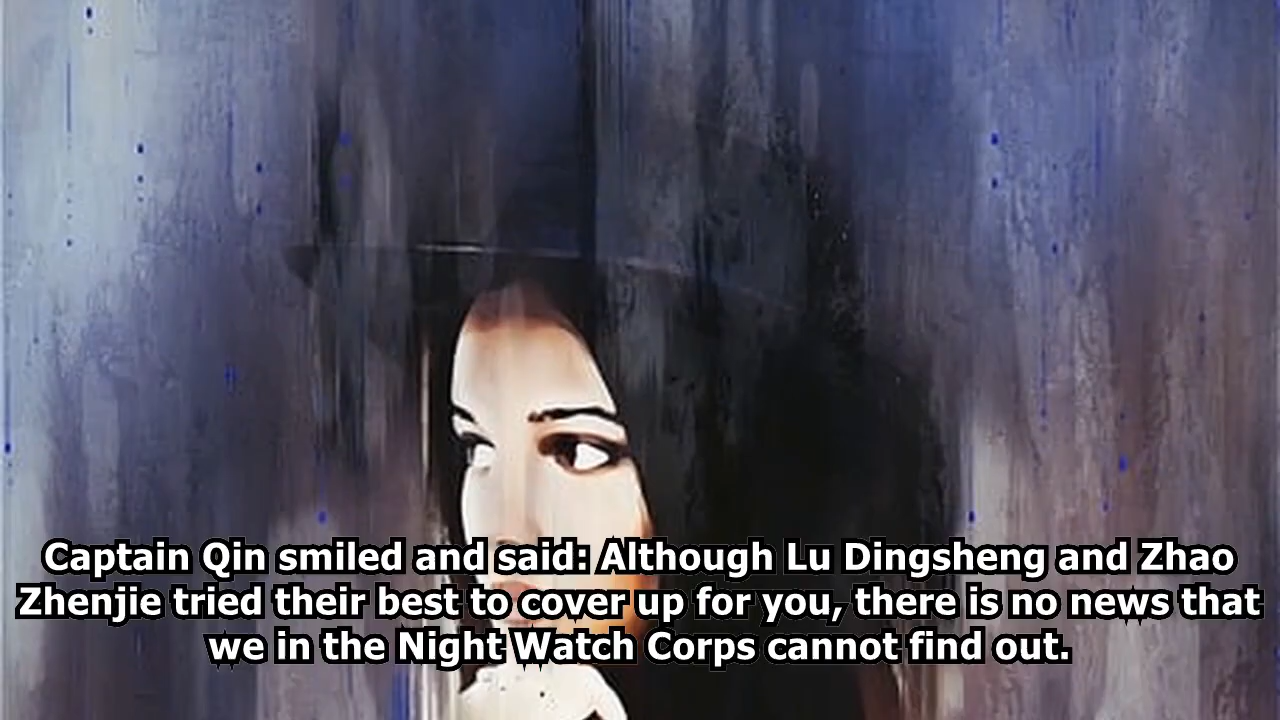 Captain Qin smiled and said: Although Lu Dingsheng and Zhao
Zhenjie tried their best to cover up for you, there is no news that
we in the Night Watch Corps cannot find out.